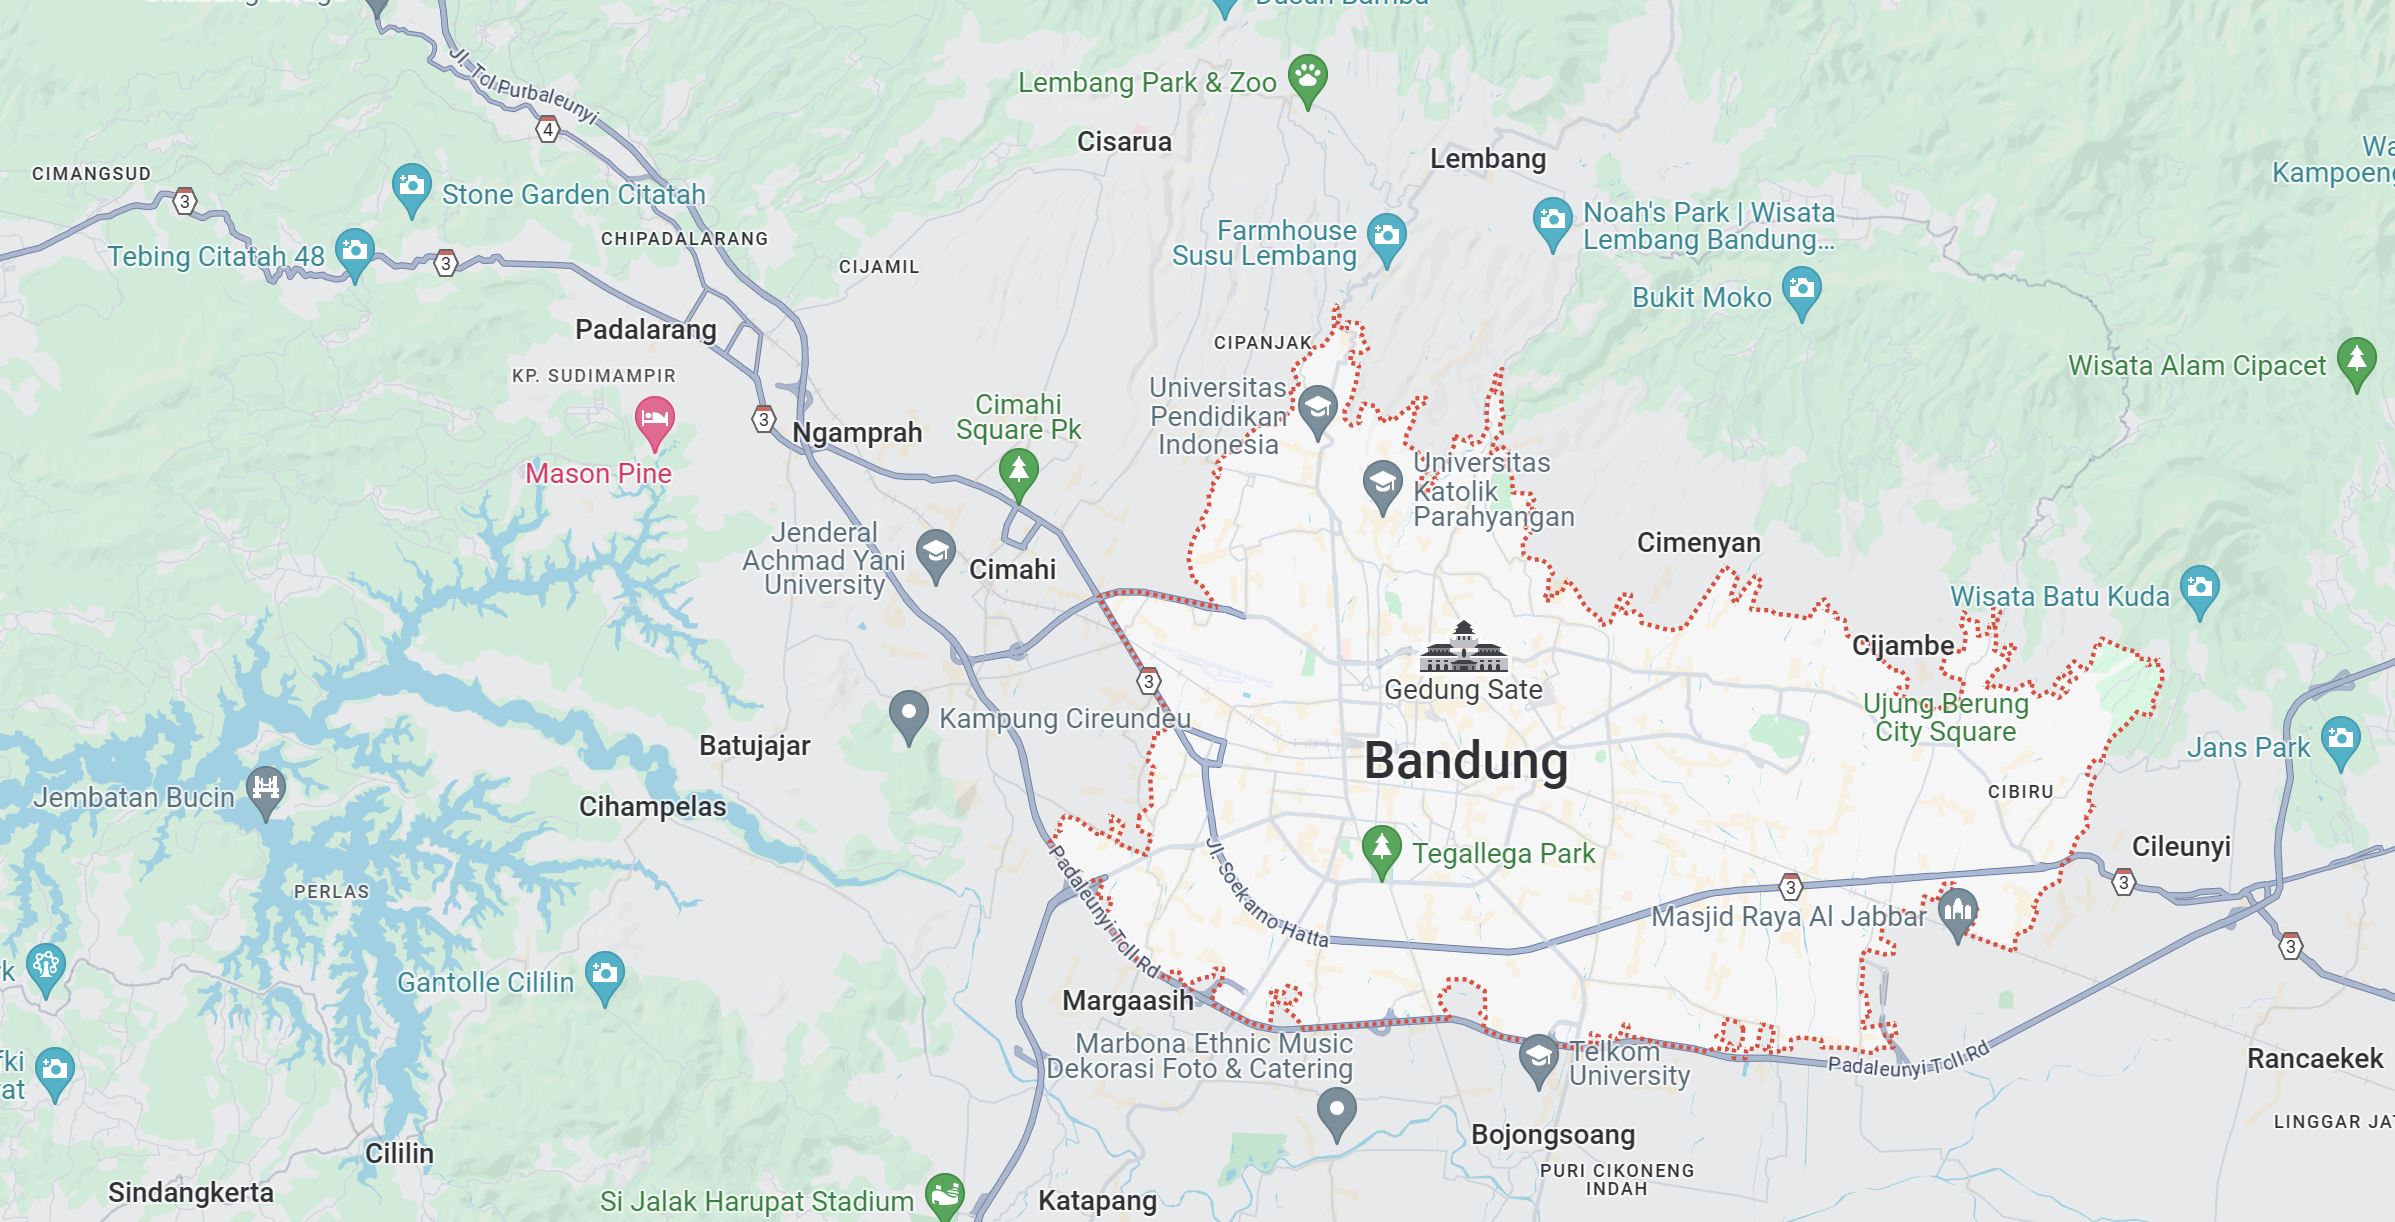 Jl. Tol Purbaleunyi
4
Lembang Park & Zoo
Cisarua
Lembang
CIMANGSUD
3
Stone Garden Citatah
Tebing Citatah 48
3
CHIPADALARANG
CIJAMIL
Farmhouse
Susu Lembang
Noah's Park | Wisata
Lembang Bandung...
Bukit Moko
Padalarang
KP. SUDIMAMPIR
CIPANJAK
Wisata Alam Cipacet
Mason Pine
3
Ngamprah
Cimahi
Square Pk
Universitas
Pendidikan
Indonesia
Universitas
Katolik
Parahyangan
Jenderal
Achmad Yani
University
Cimahi
Cimenyan
Wisata Batu Kuda
Cijambe
3
Gedung Sate
Kampung Cireundeu
Ujung Berung
City Square
Batujajar
Bandung
Jans Park
Jembatan Bucin
Cihampelas
CIBIRU
Cileunyi
PERLAS
Padaleunyi Toll Rd
Jl. Soekarno Hatta
Tegallega Park
3
3
Masjid Raya Al Jabbar
3
Gantolle Cililin
Margaasih
Marbona Ethnic Music
Dekorasi Foto & Catering
Telkom
University
Padaleunyi Toll Rd
Rancaekek
LINGGAR JAT
Cililin
Bojongsoang
PURI CIKONENG
INDAH
Sindangkerta
Si Jalak Harupat Stadium
Katapang